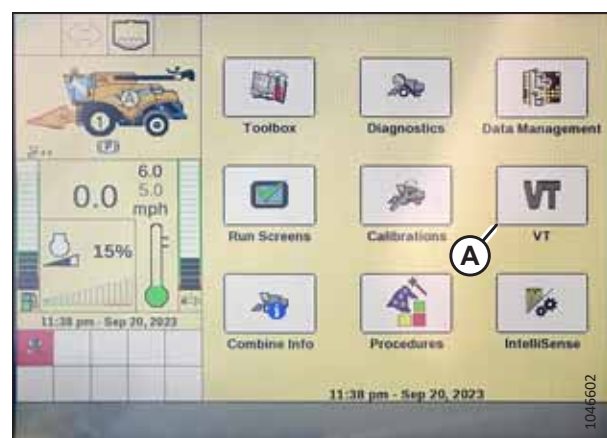 A
1
(P)
6.0
0.0
5.0
mph
15%
11:38 pm - Sep 20, 2023
Toolbox
Diagnostics
Data Management
Run Screens
Calibrations
VT
VT
A
Combine Info
Procedures
IntelliSense
11:38 pm - Sep 20, 2023
1046602